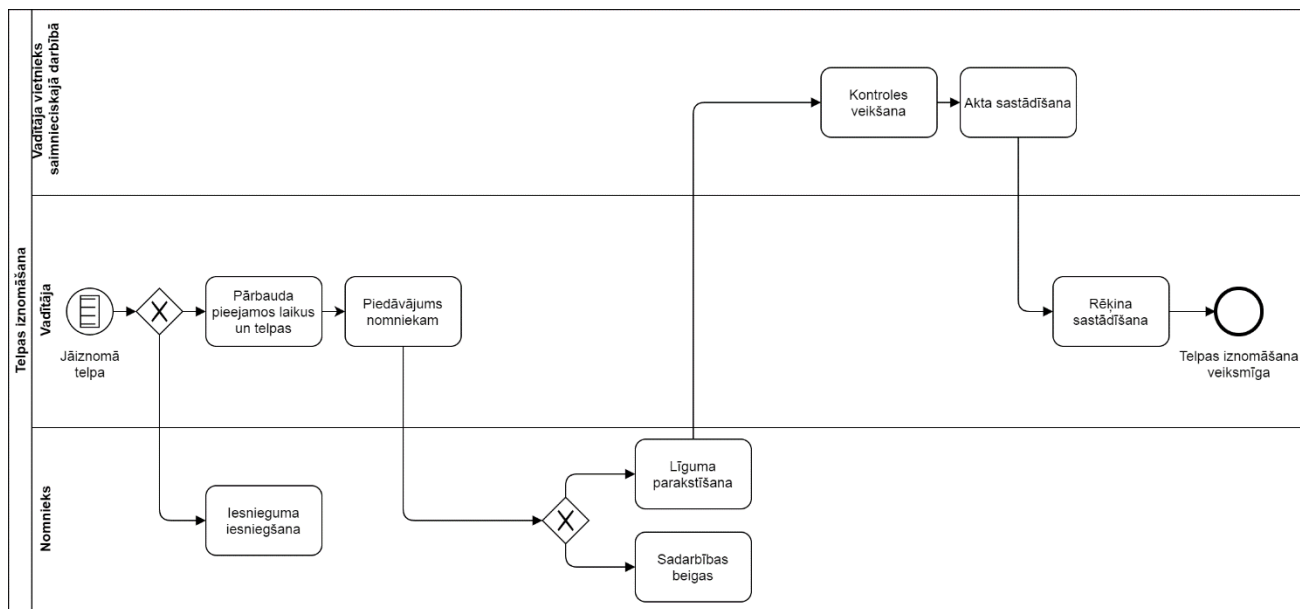 Telpas iznomāšana
Vadītāja vietnieks
saimnieciskajā darbībā
Kontroles
veikšana
Akta sastādīšana
Vadītāja
Jāiznomā
telpa
Pārbauda
pieejamos laikus
un telpas
Piedāvājums
nomniekam
Rēķina
sastādīšana
Telpas iznomāšana
veiksmīga
Nomnieks
Iesnieguma
iesniegšana
Līguma
parakstīšana
Sadarbības
beigas